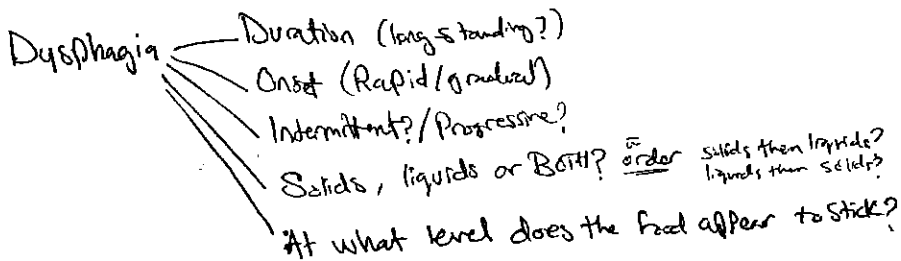 Dysphagia
Duration (long-standing?)
Onset (Rapid/gradual)
Intermittent?/Progressive?
Solids, liquids or BOTH? order solids then liquids?
liquids then solids?
At what level does the food appear to stick?